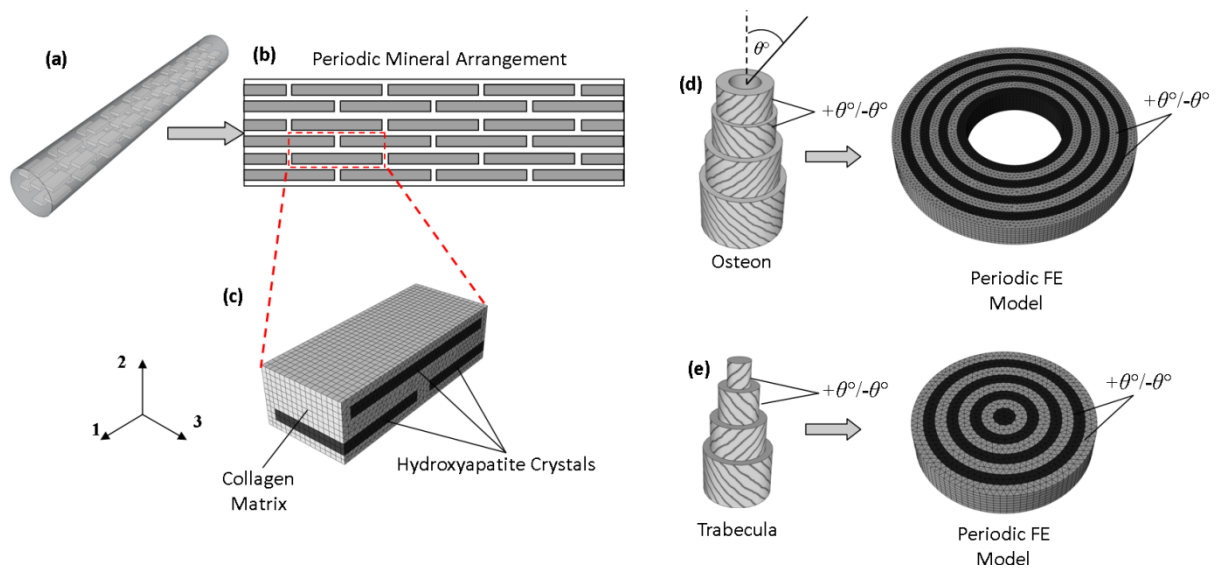 (a)
(b)
Periodic Mineral Arrangement
(c)
2
1
3
Collagen
Matrix
Hydroxyapatite Crystals
θ°
(d)
+θ°/-θ°
+θ°/-θ°
Osteon
Periodic FE
Model
(e)
+θ°/-θ°
+θ°/-θ°
Trabecula
Periodic FE
Model